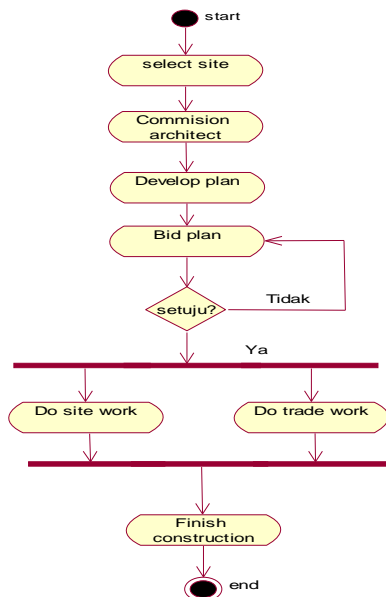 start
select site
Commision
architect
Develop plan
Bid plan
setuju?
Tidak
Ya
Do site work
Do trade work
Finish
construction
end